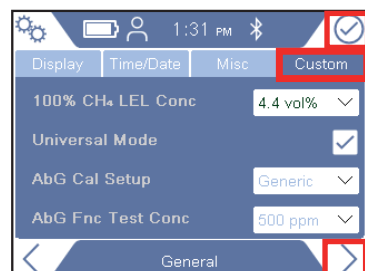 1:31 PM
Display Time/Date Misc Custom
100% CH₄ LEL Conc 4.4 vol%
Universal Mode
AbG Cal Setup Generic
AbG Fnc Test Conc 500 ppm
General